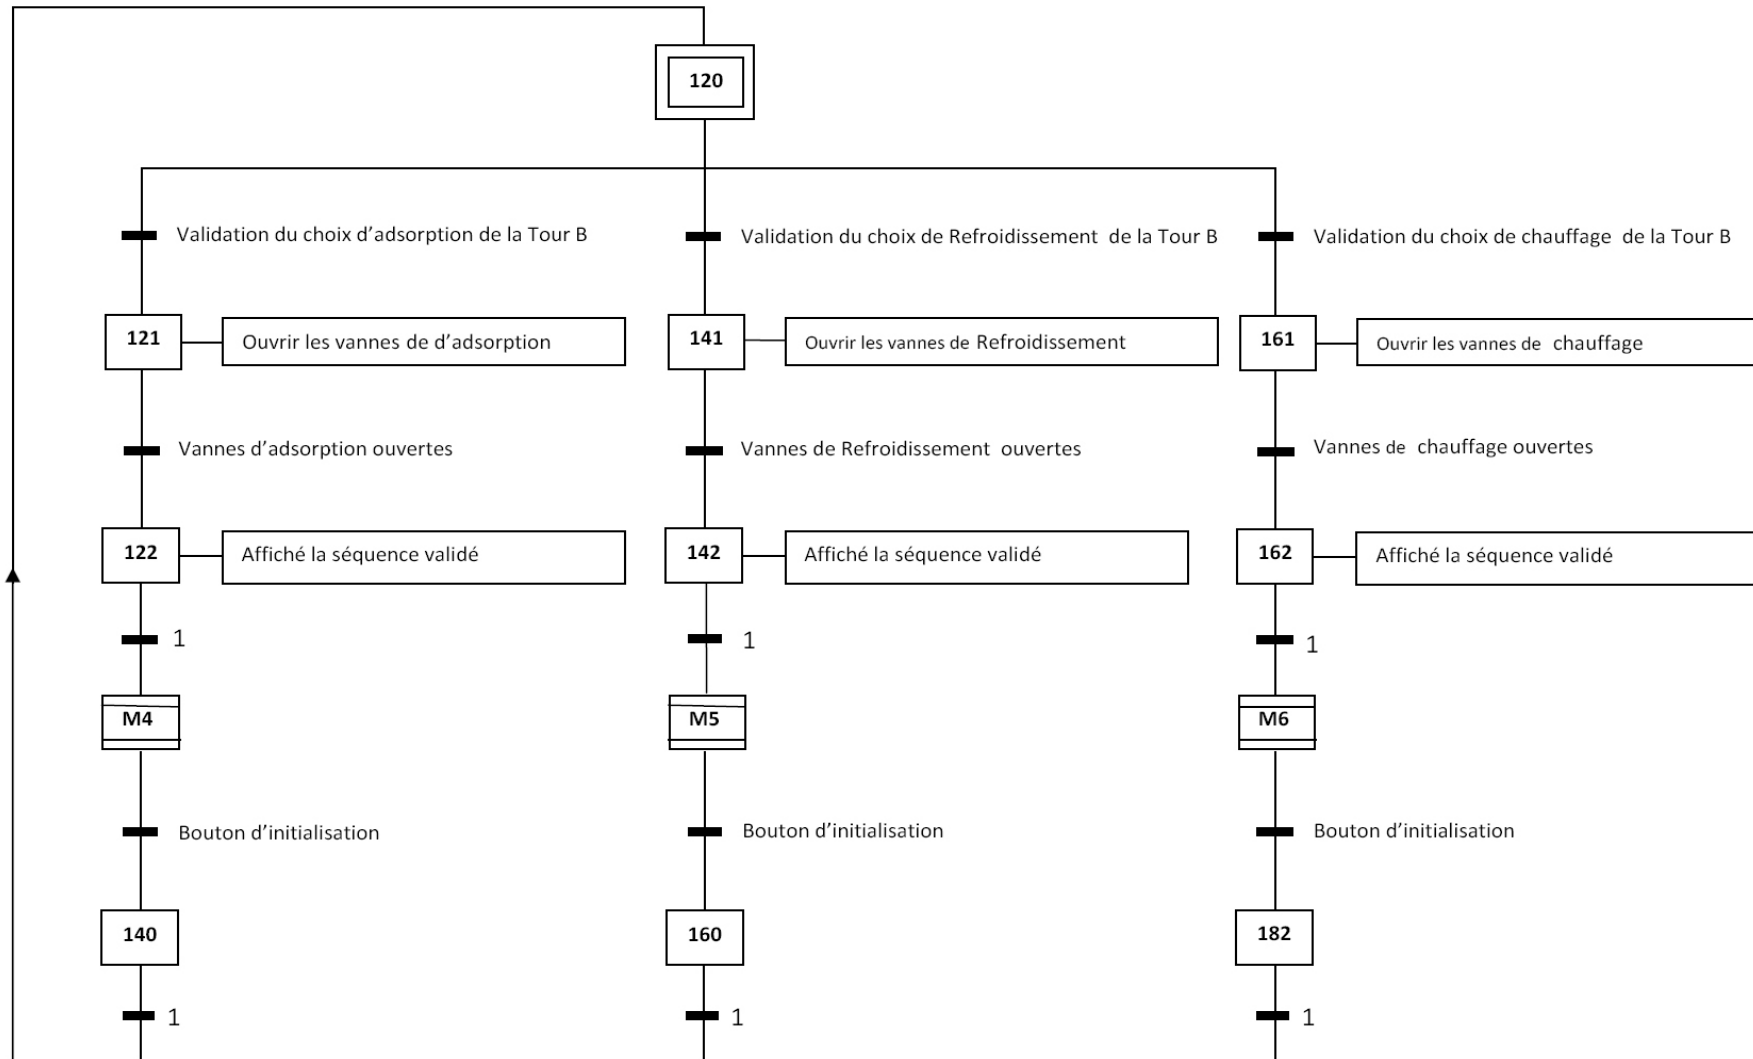 120
Validation du choix d’adsorption de la Tour B
Validation du choix de Refroidissement de la Tour B
Validation du choix de chauffage de la Tour B
121
Ouvrir les vannes de d’adsorption
141
Ouvrir les vannes de Refroidissement
161
Ouvrir les vannes de chauffage
Vannes d’adsorption ouvertes
Vannes de Refroidissement ouvertes
Vannes de chauffage ouvertes
122
Affiché la séquence validé
142
Affiché la séquence validé
162
Affiché la séquence validé
1
1
1
M4
M5
M6
Bouton d’initialisation
Bouton d’initialisation
Bouton d’initialisation
140
160
182
1
1
1